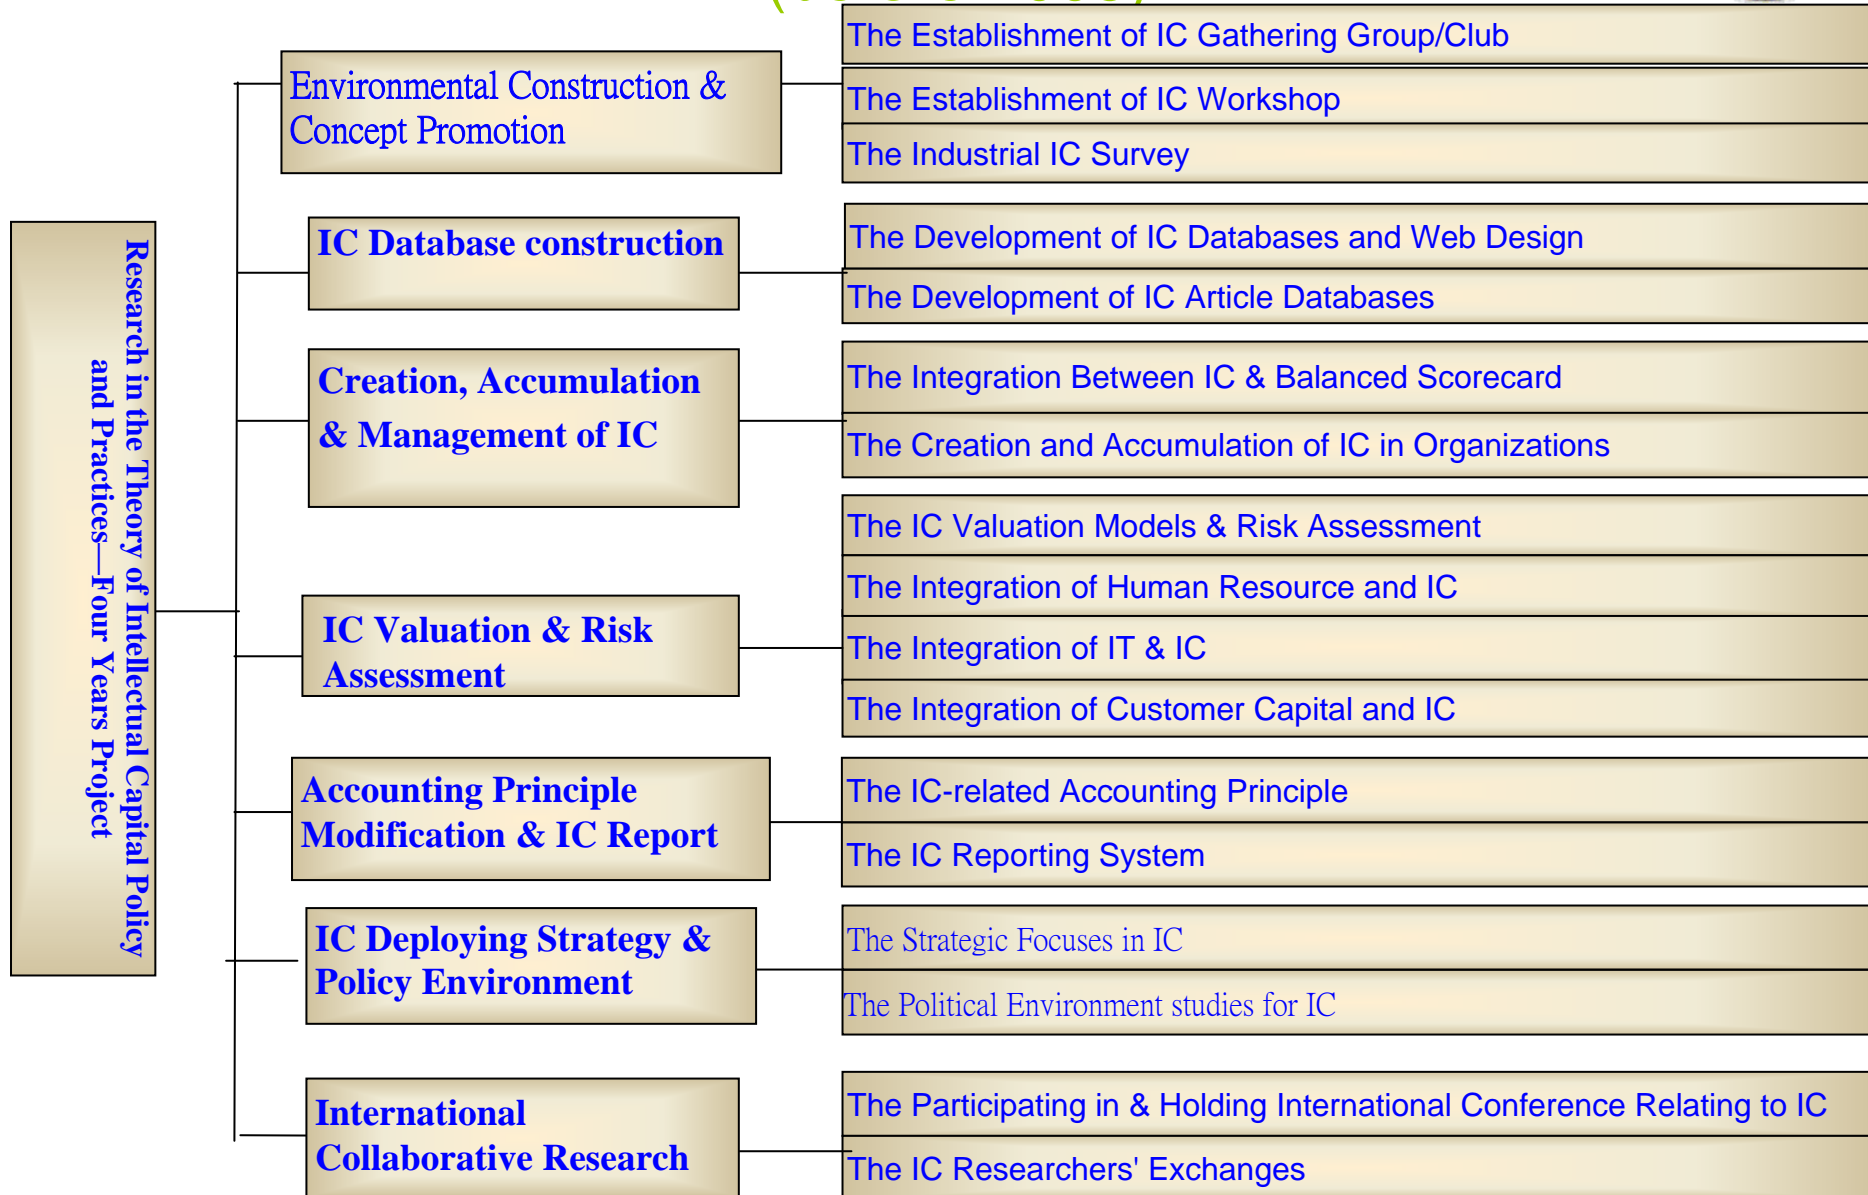 Research in the Theory of Intellectual Capital Policy
and Practices—Four Years Project
Environmental Construction &
Concept Promotion
The Establishment of IC Gathering Group/Club
The Establishment of IC Workshop
The Industrial IC Survey
IC Database construction
The Development of IC Databases and Web Design
The Development of IC Article Databases
Creation, Accumulation
& Management of IC
The Integration Between IC & Balanced Scorecard
The Creation and Accumulation of IC in Organizations
IC Valuation & Risk
Assessment
The IC Valuation Models & Risk Assessment
The Integration of Human Resource and IC
The Integration of IT & IC
The Integration of Customer Capital and IC
Accounting Principle
Modification & IC Report
The IC-related Accounting Principle
The IC Reporting System
IC Deploying Strategy &
Policy Environment
The Strategic Focuses in IC
The Political Environment studies for IC
International
Collaborative Research
The Participating in & Holding International Conference Relating to IC
The IC Researchers' Exchanges